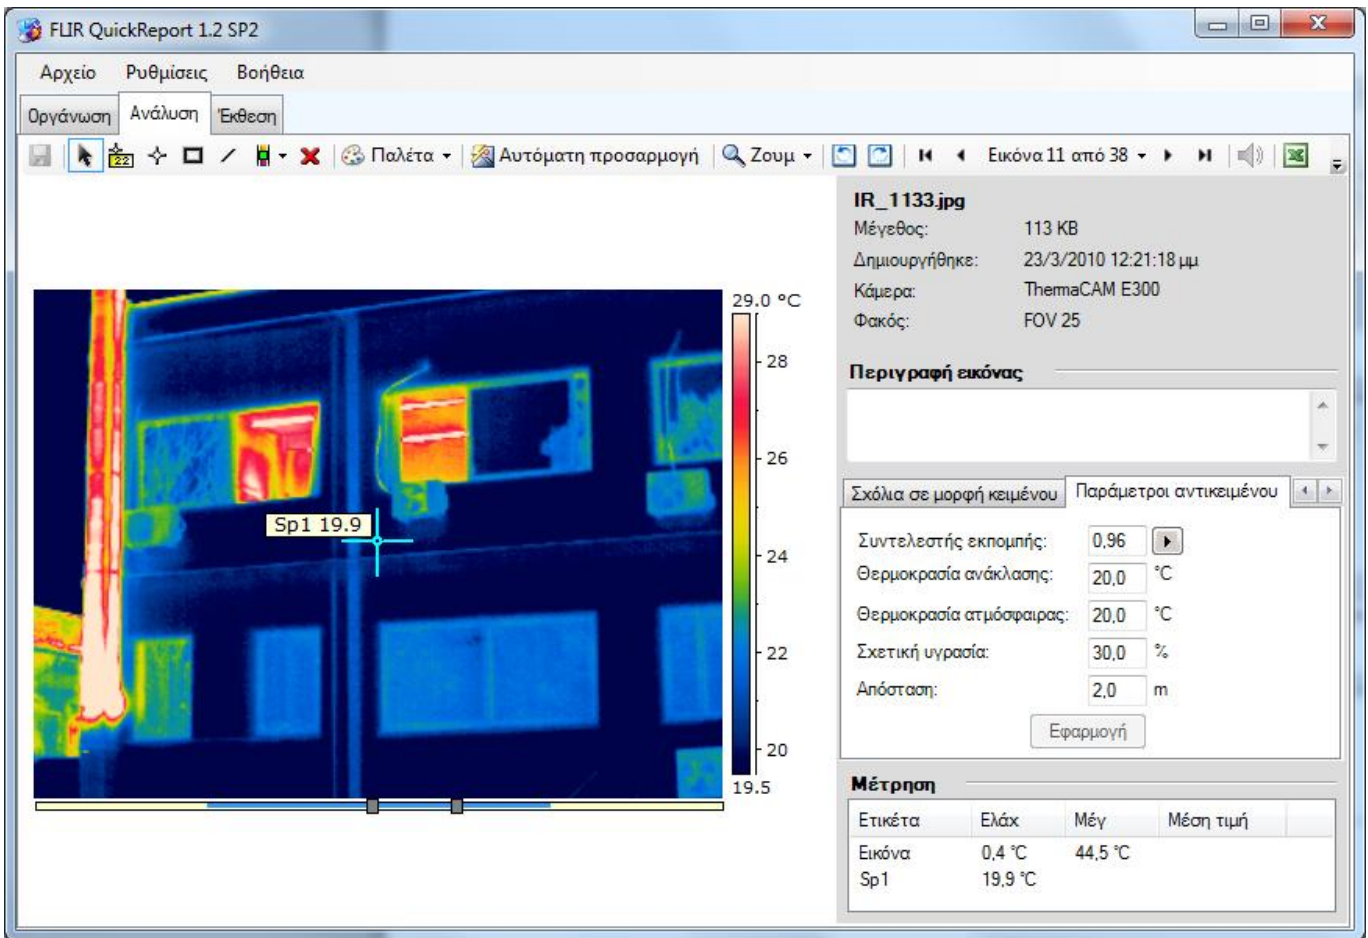 FLIR QuickReport 1.2 SP2
Αρχείο Ρυθμίσεις Βοήθεια
Οργάνωση Ανάλυση Έκθεση
22 Παλέτα Αυτόματη προσαρμογή Ζουμ Εικόνα 11 από 38
IR_1133.jpg
Μέγεθος: 113 KB
Δημιουργήθηκε: 23/3/2010 12:21:18 μμ
Κάμερα: ThermaCAM E300
Φακός: FOV 25
29.0 °C
28
26
24
22
20
19.5
Sp1 19.9
Περιγραφή εικόνας
Σχόλια σε μορφή κειμένου Παράμετροι αντικειμένου
Συντελεστής εκπομπής: 0,96
Θερμοκρασία ανάκλασης: 20,0 °C
Θερμοκρασία ατμόσφαιρας: 20,0 °C
Σχετική υγρασία: 30,0 %
Απόσταση: 2,0 m
Εφαρμογή
Μέτρηση
Ετικέτα Ελάχ Μέγ Μέση τιμή
Εικόνα 0,4 °C 44,5 °C
Sp1 19,9 °C